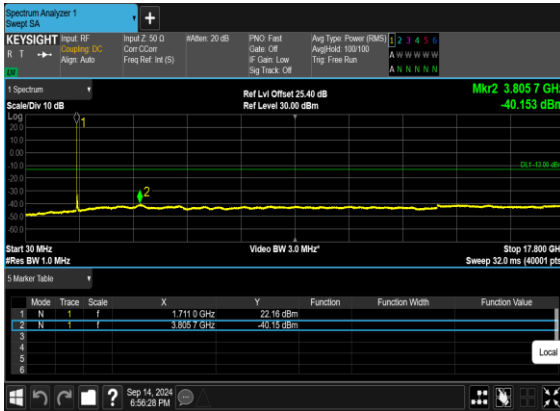 Spectrum Analyzer 1
Swept SA
+
KEYSIGHT Input: RF Input Z: 50 Ω #Atten: 20 dB PNO: Fast Avg Type: Power (RMS) 1 2 3 4 5 6
R T Coupling: DC Corr CCorr Gate: Off Avg|Hold: 100/100 A W W W W W
Align: Auto Freq Ref: Int (S) IF Gain: Low Trig: Free Run
Sig Track: Off A N N N N N
LW
1 Spectrum Ref Lvl Offset 25.40 dB Mkr2 3.805 7 GHz
Scale/Div 10 dB Ref Level 30.00 dBm -40.153 dBm
Log
20.0
10.0
0.00
-10.0
DL1 -13.00 dBm
-20.0
-30.0
-40.0
-50.0
-60.0
1
2
Start 30 MHz Video BW 3.0 MHz* Stop 17.800 GHz
#Res BW 1.0 MHz Sweep 32.0 ms (40001 pts)
5 Marker Table
Mode Trace Scale X Y Function Function Width Function Value
1 N 1 f 1.711 0 GHz 22.16 dBm
2 N 1 f 3.805 7 GHz -40.15 dBm
3
4
5
6
Local
? Sep 14, 2024
6:56:28 PM